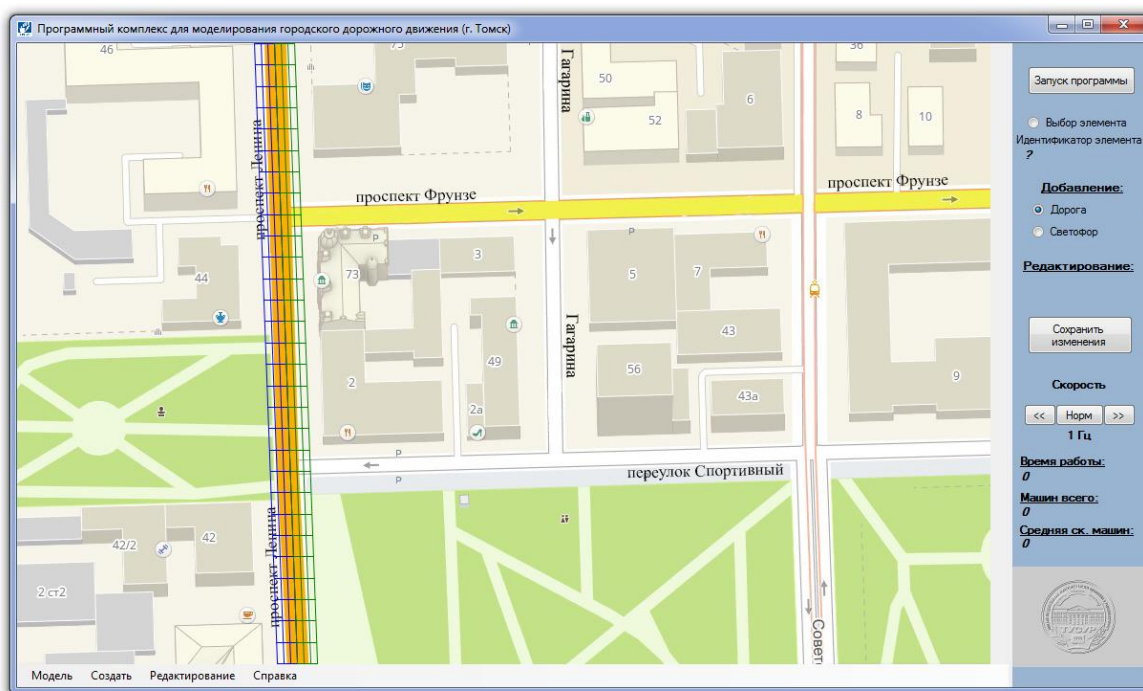 Программный комплекс для моделирования городского дорожного движения (г. Томск)
46
75
Гагарина
50
52
6
36
8
10
проспект Ленина
проспект Фрунзе
проспект Фрунзе
P
P
44
73
3
5
7
Гагарина
43
49
56
9
2
2а
43а
P
P
переулок Спортивный
42/2
42
2 ст2
проспект Ленина
Советс
Модель Создать Редактирование Справка
Запуск программы
Выбор элемента
Идентификатор элемента
?
Добавление:
Дорога
Светофор
Редактирование:
Сохранить
изменения
Скорость
<< Норм >>
1 Гц
Время работы:
0
Машин всего:
0
Средняя ск. машин:
0
ТУСУР